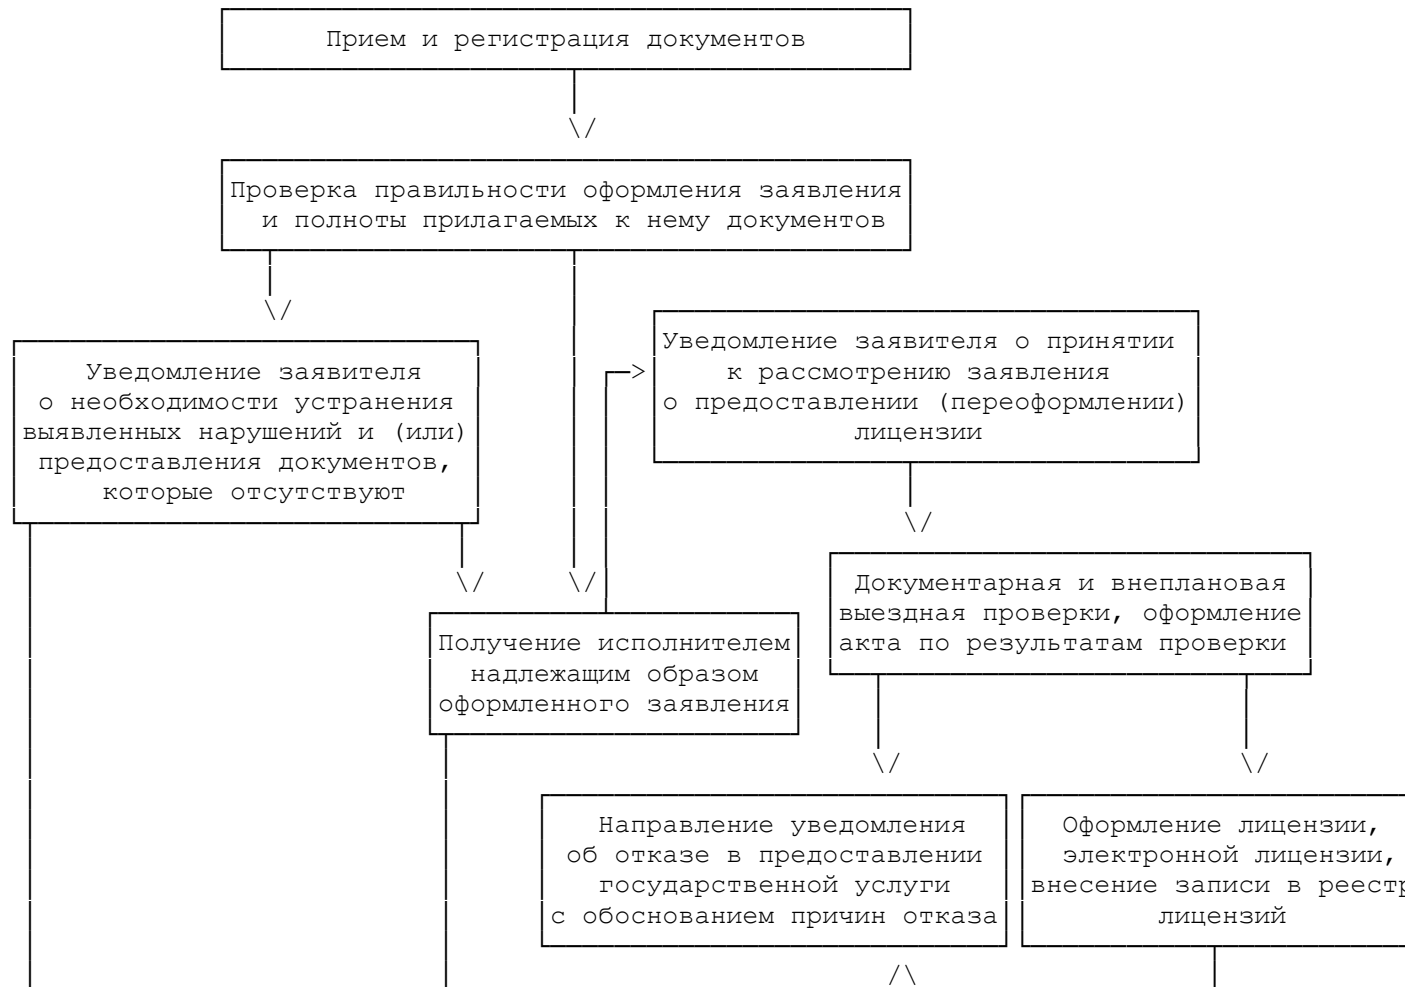 Прием и регистрация документов
Проверка правильности оформления заявления
и полноты прилагаемых к нему документов
Уведомление заявителя
о необходимости устранения
выявленных нарушений и (или)
предоставления документов,
которые отсутствуют
Уведомление заявителя о принятии
к рассмотрению заявления
о предоставлении (переоформлении)
лицензии
Получение исполнителем
надлежащим образом
оформленного заявления
Документарная и внеплановая
выездная проверки, оформление
акта по результатам проверки
Направление уведомления
об отказе в предоставлении
государственной услуги
с обоснованием причин отказа
Оформление лицензии,
электронной лицензии,
внесение записи в реестр
лицензий